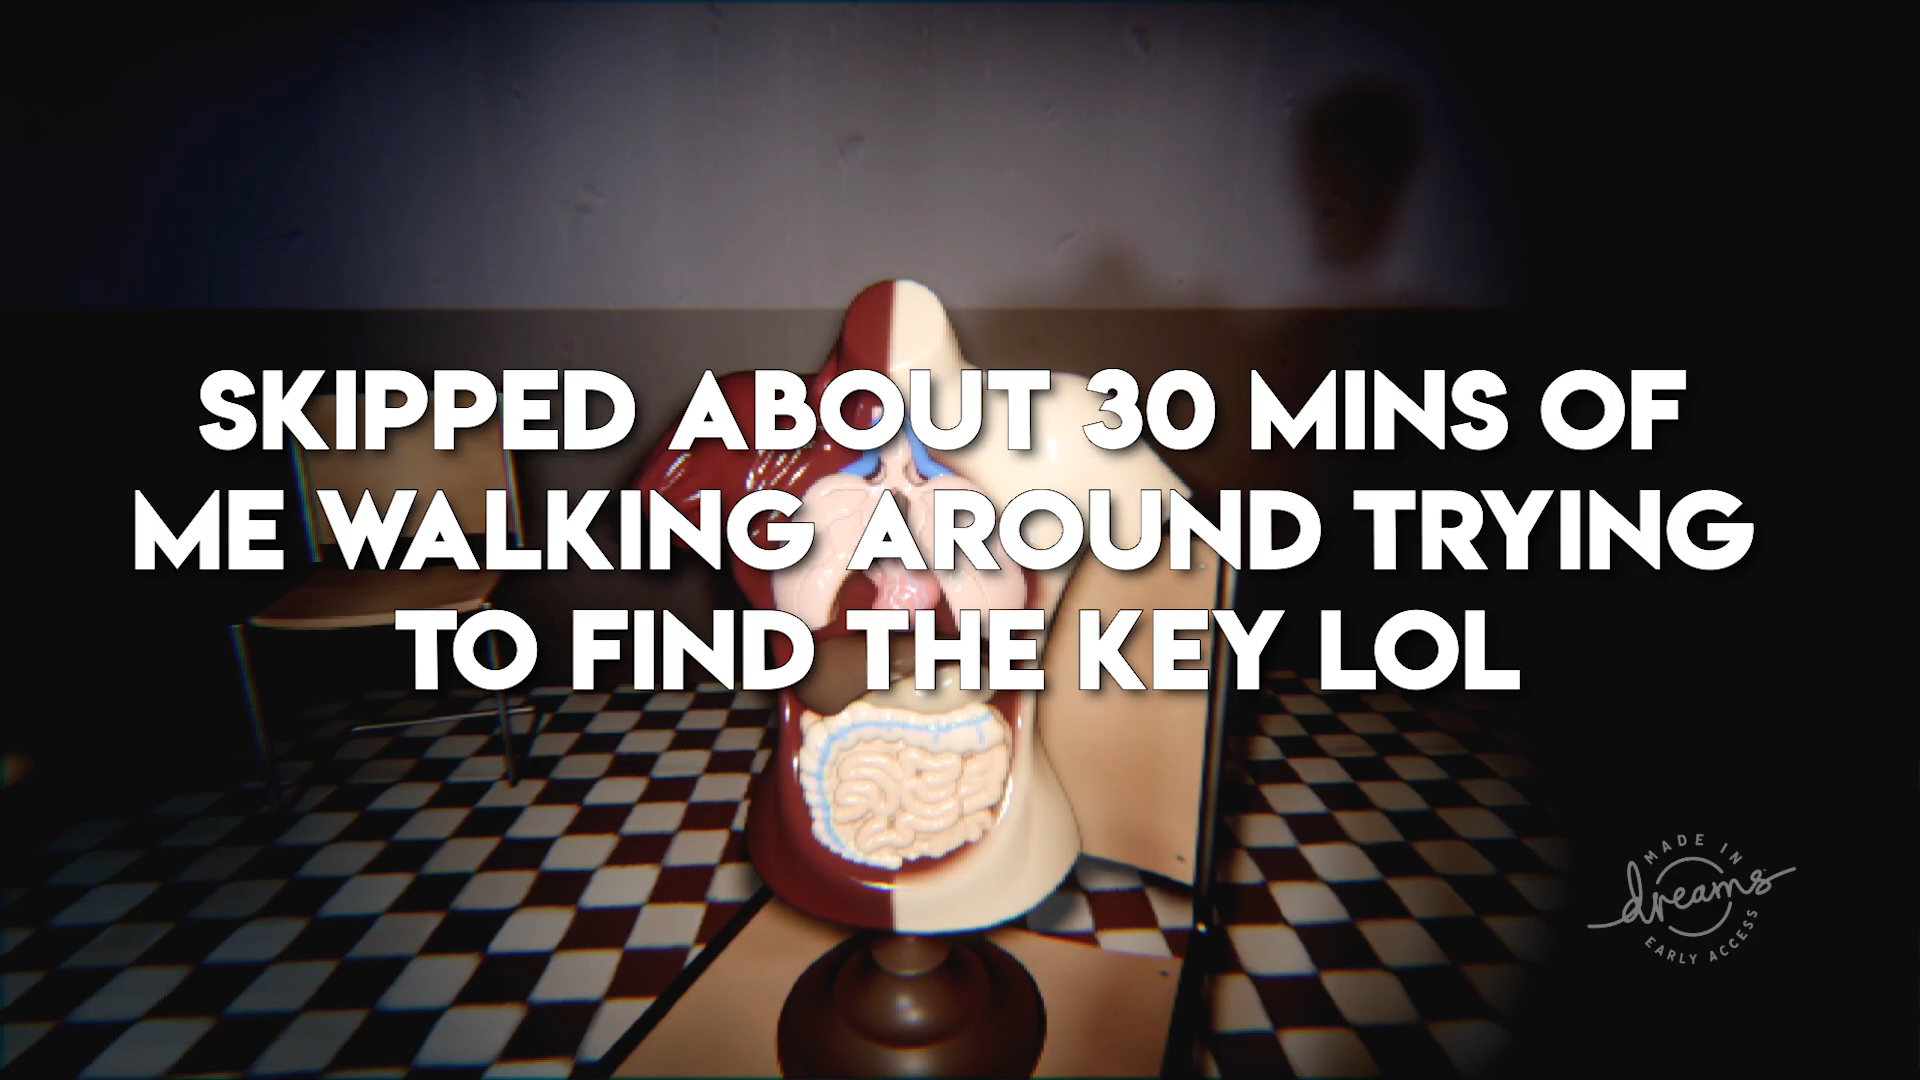 SKIPPED ABOUT 30 MINS OF
ME WALKING AROUND TRYING
TO FIND THE KEY LOL
MADE IN
dreams
EARLY ACCESS